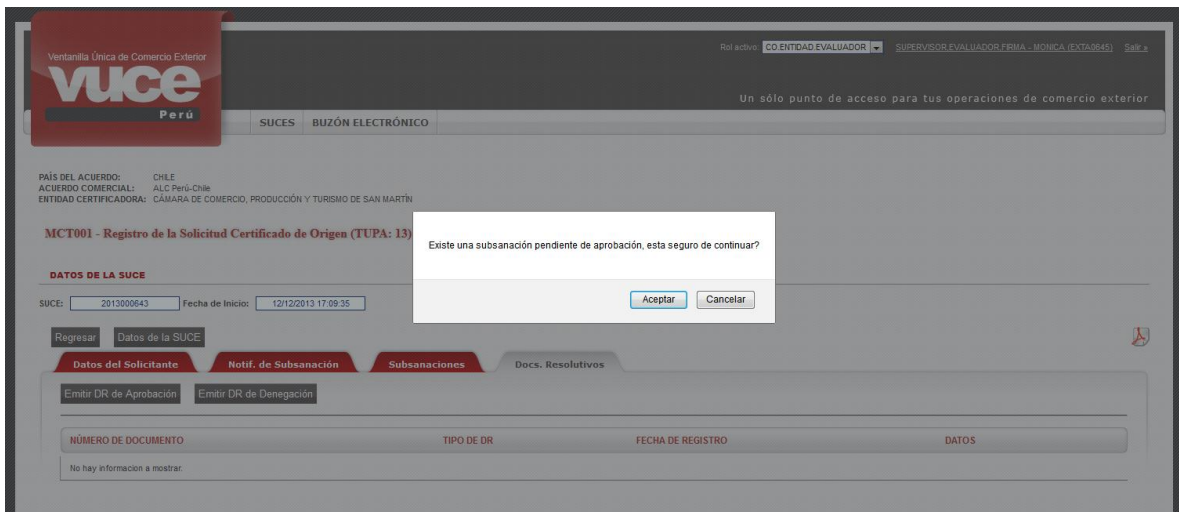 Ventanilla Única de Comercio Exterior
vuce
Perú
Rol activo: CO.ENTIDAD.EVALUADOR SUPERVISOR.EVALUADOR.FIRMA - MONICA (EXTA0645) Salir »
Un sólo punto de acceso para tus operaciones de comercio exterior
SUCES BUZÓN ELECTRÓNICO
PAÍS DEL ACUERDO: CHILE
ACUERDO COMERCIAL: ALC Perú-Chile
ENTIDAD CERTIFICADORA: CÁMARA DE COMERCIO, PRODUCCIÓN Y TURISMO DE SAN MARTÍN
MCT001 - Registro de la Solicitud Certificado de Origen (TUPA: 13)
Existe una subsanación pendiente de aprobación, esta seguro de continuar?
Aceptar Cancelar
DATOS DE LA SUCE
SUCE: 2013000643 Fecha de Inicio: 12/12/2013 17:09:35
Regresar Datos de la SUCE
Datos del Solicitante Notif. de Subsanación Subsanaciones Docs. Resolutivos
Emitir DR de Aprobación Emitir DR de Denegación
NÚMERO DE DOCUMENTO TIPO DE DR FECHA DE REGISTRO DATOS
No hay informacion a mostrar.